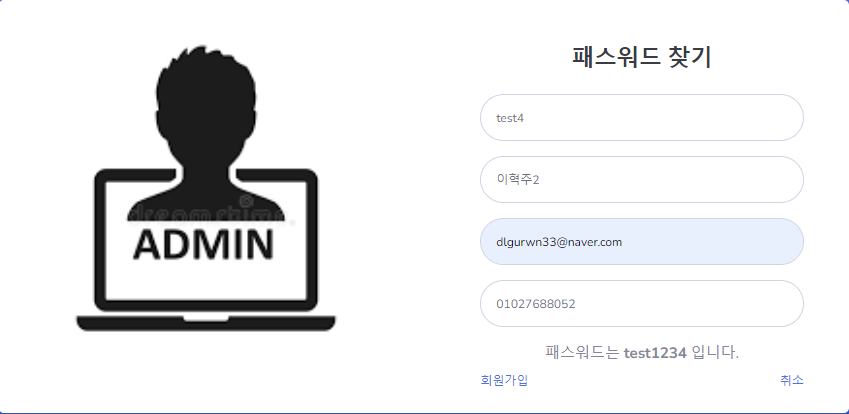 패스워드 찾기
test4
이혁주2
dlgurwn33@naver.com
01027688052
패스워드는 test1234 입니다.
회원가입
취소
dreamstime
ADMIN